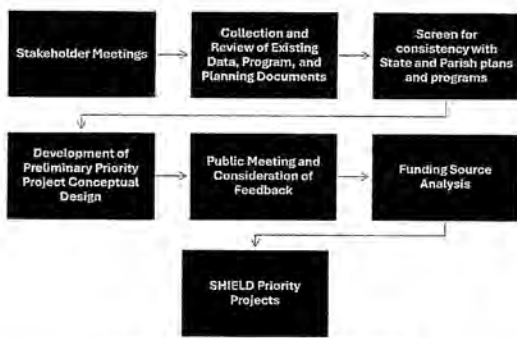 Stakeholder Meetings
Collection and
Review of Existing
Data, Program, and
Planning Documents
Screen for
consistency with
State and Parish plans
and programs
Development of
Preliminary Priority
Project Conceptual
Design
Public Meeting and
Consideration of
Feedback
Funding Source
Analysis
SHIELD Priority
Projects